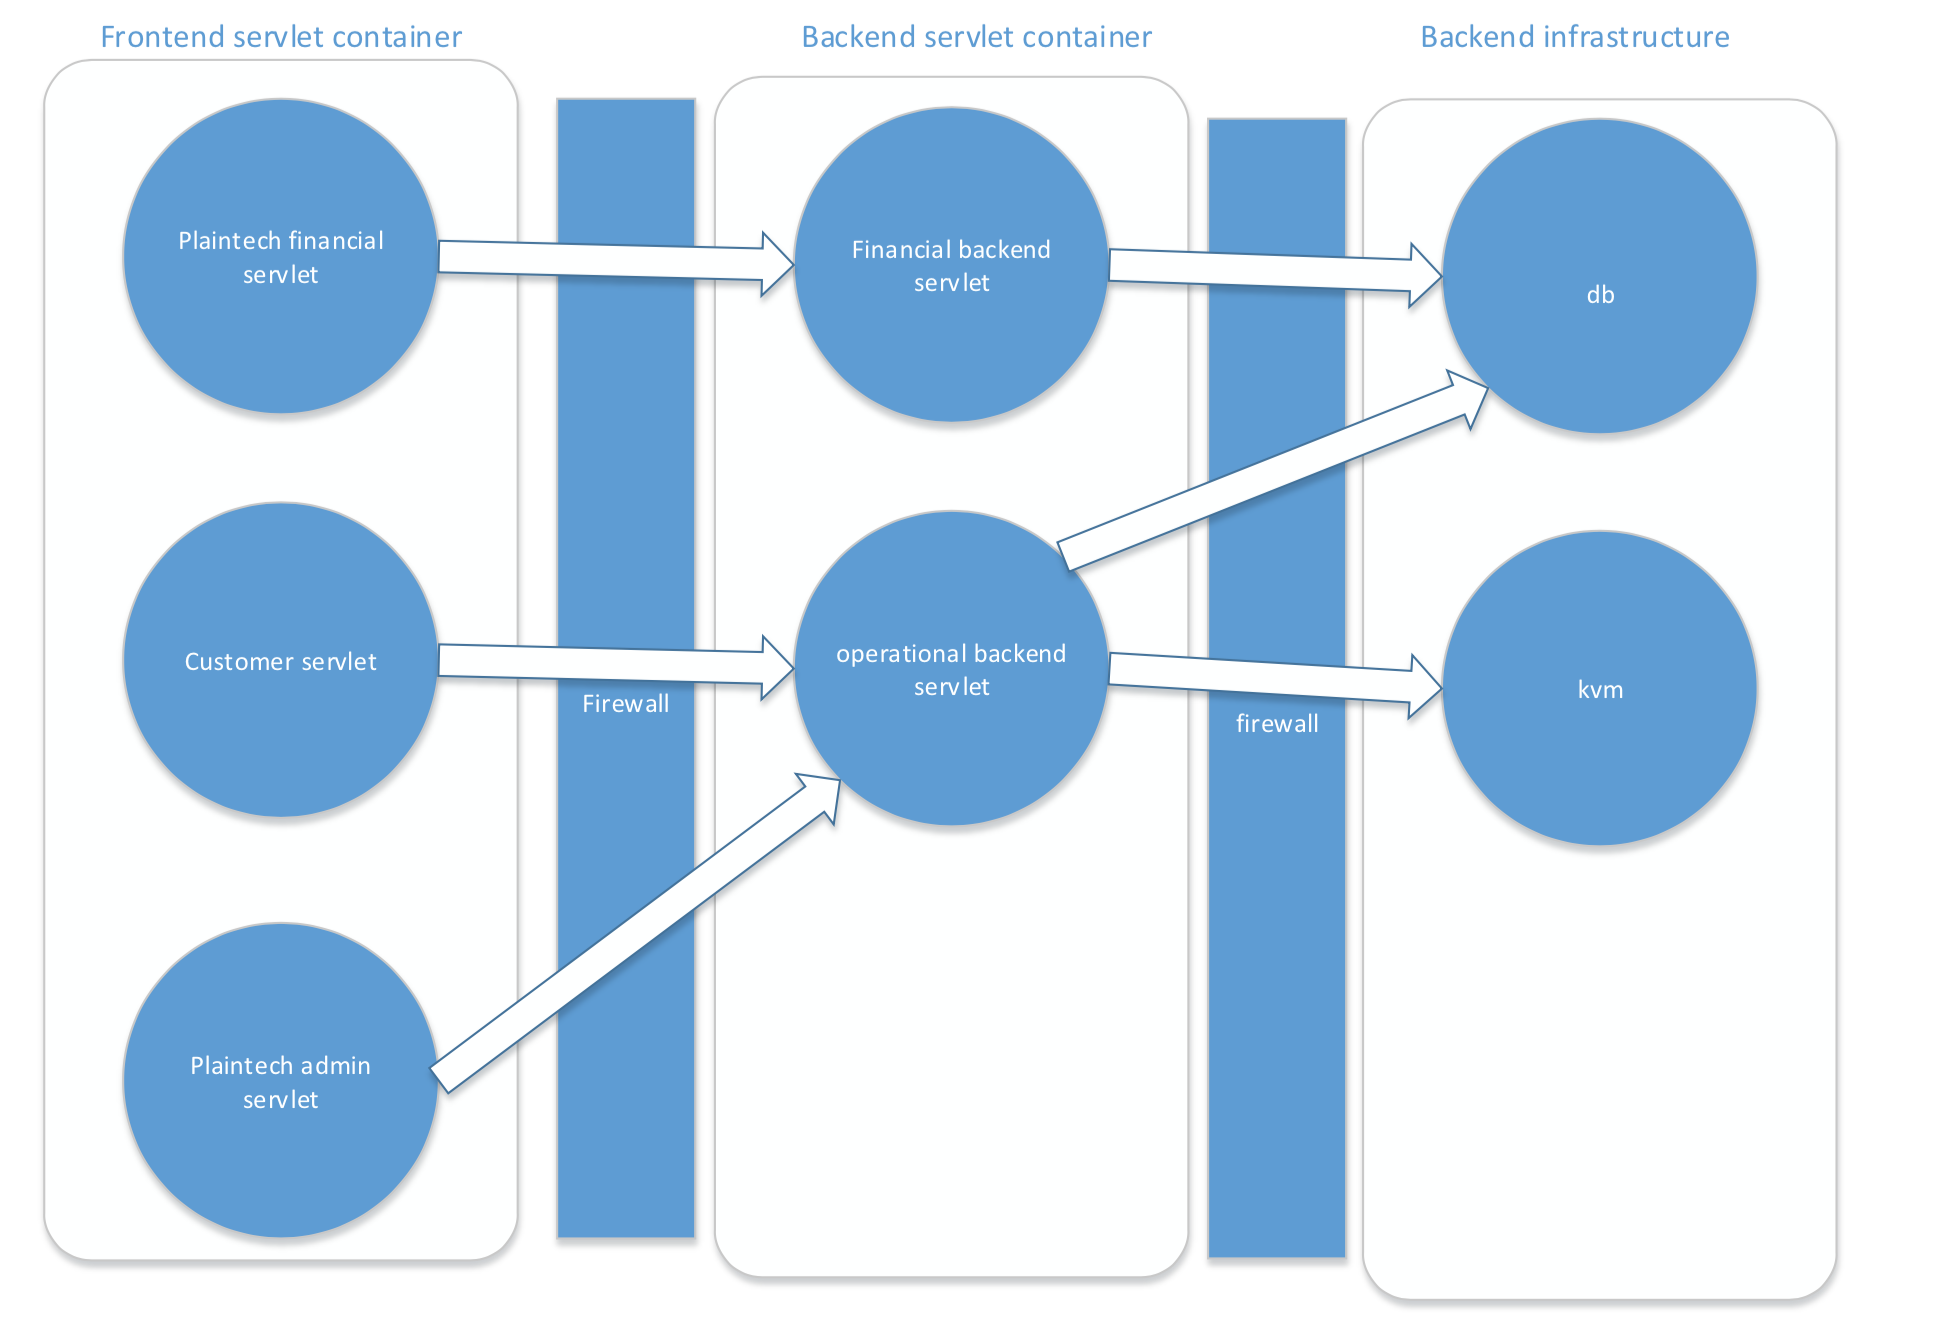 Frontend servlet container
Backend servlet container
Backend infrastructure
Plaintech financial
servlet
Financial backend
servlet
db
Customer servlet
Firewall
operational backend
servlet
firewall
kvm
Plaintech admin
servlet